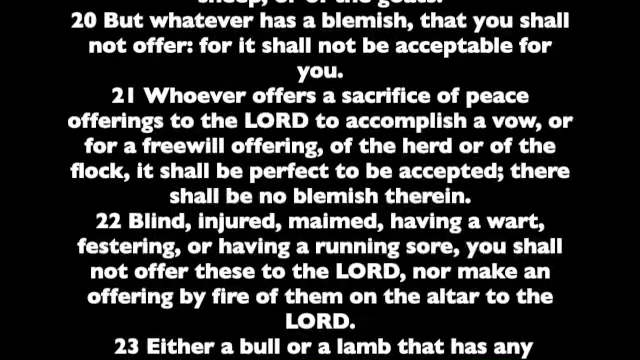 sheep, or of the goats.
20 But whatever has a blemish, that you shall
not offer: for it shall not be acceptable for
you.
21 Whoever offers a sacrifice of peace
offerings to the LORD to accomplish a vow, or
for a freewill offering, of the herd or of the
flock, it shall be perfect to be accepted; there
shall be no blemish therein.
22 Blind, injured, maimed, having a wart,
festering, or having a running sore, you shall
not offer these to the LORD, nor make an
offering by fire of them on the altar to the
LORD.
23 Either a bull or a lamb that has any